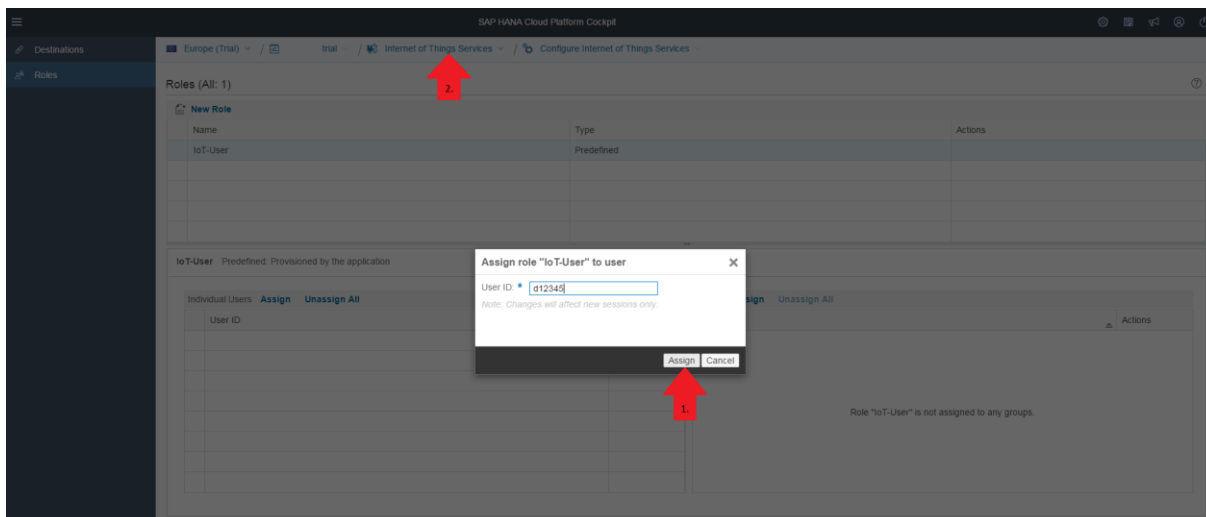 SAP HANA Cloud Platform Cockpit
Destinations
Roles
Europe (Trial) / trial / Internet of Things Services / Configure Internet of Things Services
2.
Roles (All: 1)
New Role
Name Type Actions
IoT-User Predefined
IoT-User Predefined: Provisioned by the application
Assign role "IoT-User" to user
User ID: * d12345
Note: Changes will affect new sessions only
Assign Cancel
1.
Individual Users Assign Unassign All
User ID
Unassign All
Actions
Role "IoT-User" is not assigned to any groups.